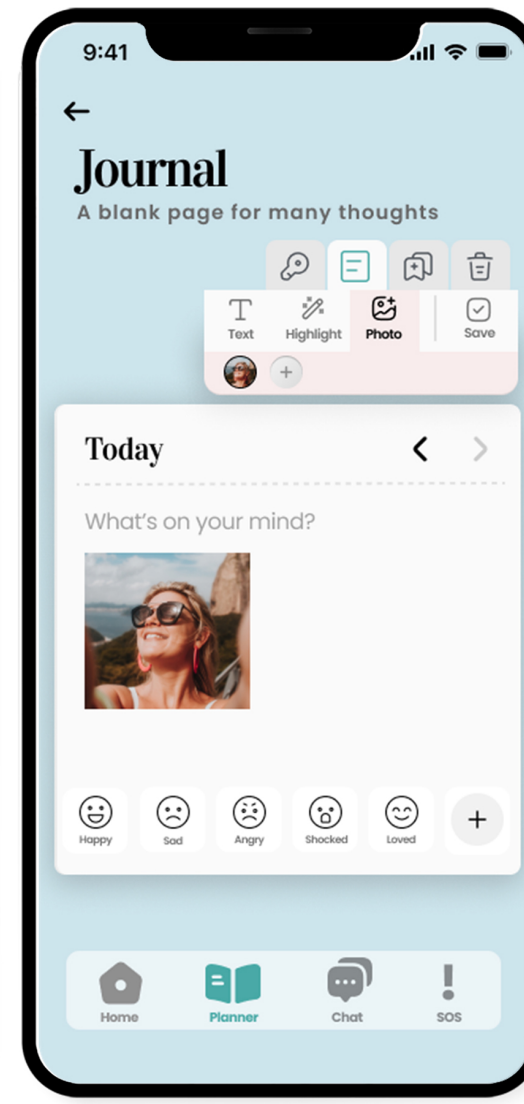 9:41
Journal
A blank page for many thoughts
Text Highlight Photo Save
Today
What's on your mind?
Happy Sad Angry Shocked Loved
Home Planner Chat SOS